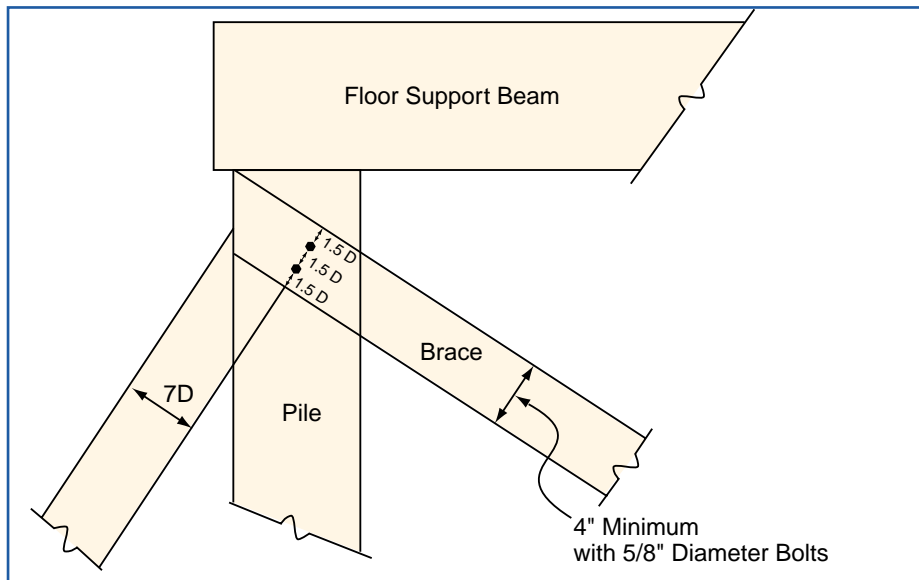 Floor Support Beam
1.5 D
1.5 D
1.5 D
Brace
7D
Pile
4" Minimum
with 5/8" Diameter Bolts